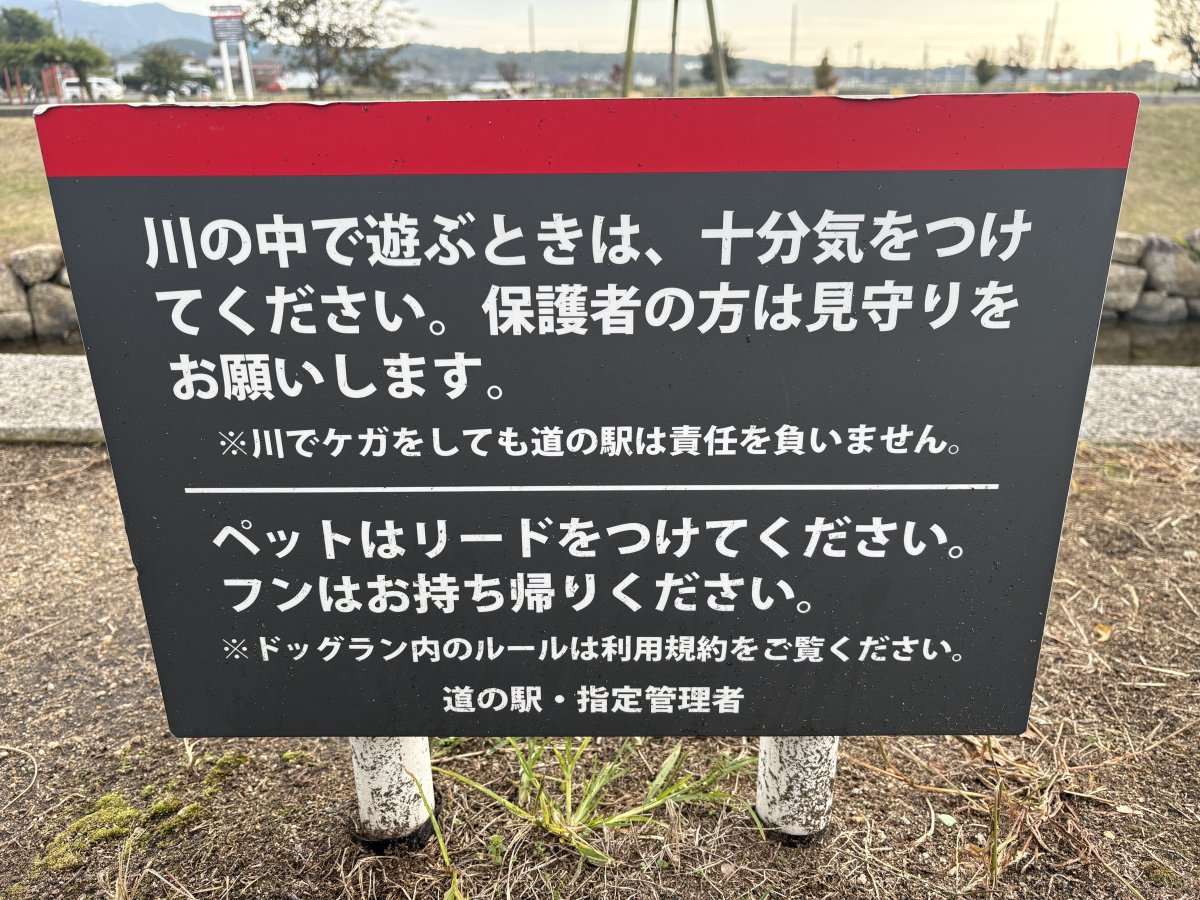 川の中で遊ぶときは、十分気をつけ
てください。保護者の方は見守りを
お願いします。
※川でケガをしても道の駅は責任を負いません。
ペットはリードをつけてください。
フンはお持ち帰りください。
※ドッグラン内のルールは利用規約をご覧ください。
道の駅・指定管理者